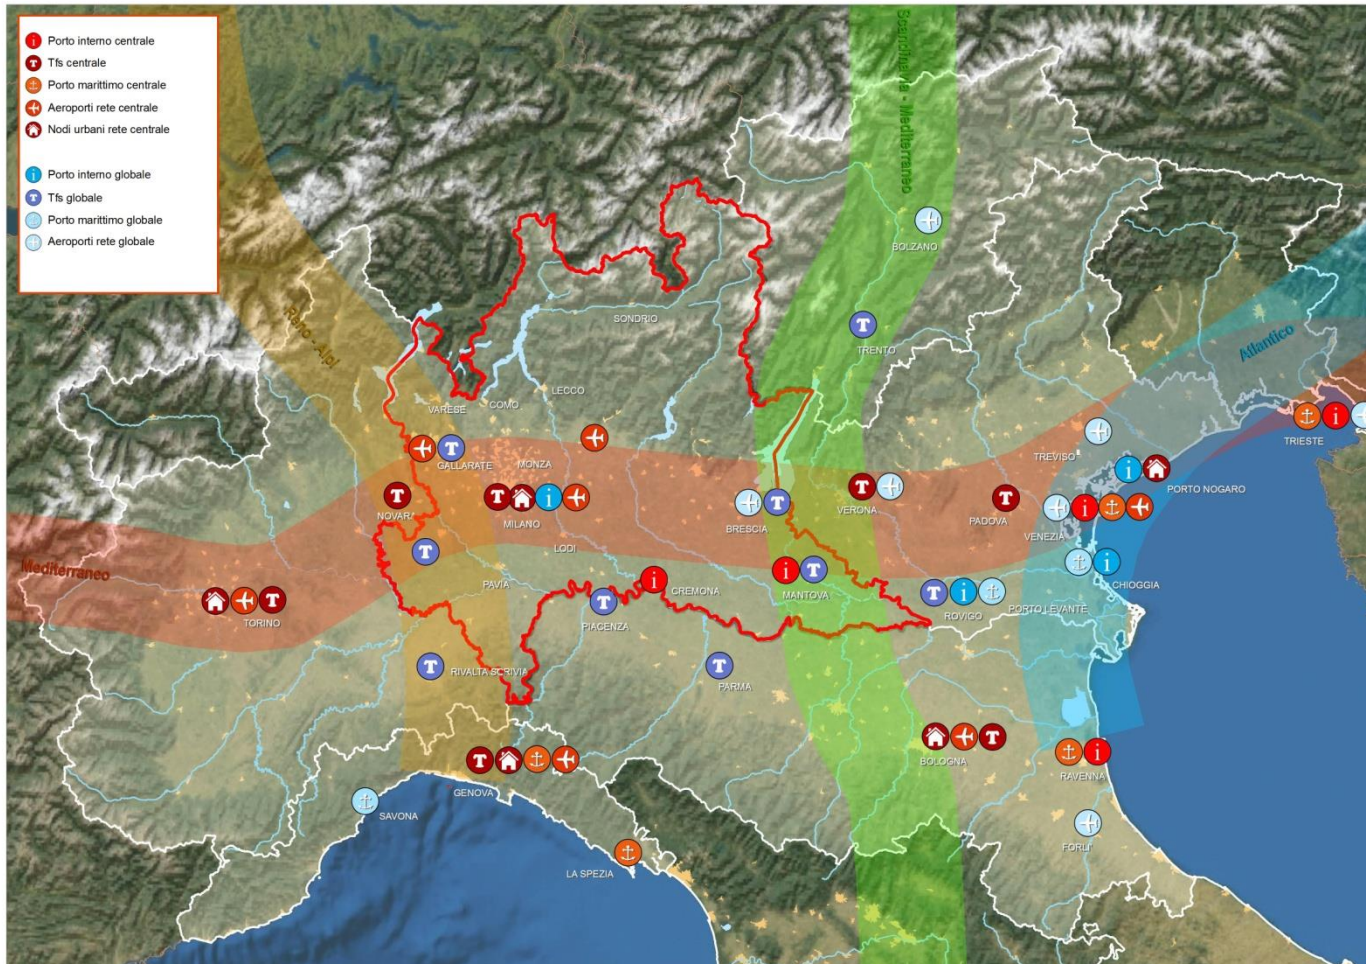 Porto interno centrale
Tfs centrale
Porto marittimo centrale
Aeroporti rete centrale
Nodi urbani rete centrale
Porto interno globale
Tfs globale
Porto marittimo globale
Aeroporti rete globale
Scandinavia - Mediterraneo
Reno - Alpi
Atlantico
Mediterraneo
BOLZANO
SONDRIO
TRENTO
LECCO
VARESE
COMO
TRIESTE
TREVISO
GALLARATE
MONZA
PORTO NOGARO
NOVARA
MILANO
BRESCIA
VERONA
PADOVA
VENEZIA
LODI
PAVIA
CREMONA
MANTOVA
CHIOGGIA
TORINO
PIACENZA
ROVIGO
PORTO LEVANTE
RIVALTA SCRIVIA
PARMA
BOLOGNA
RAVENNA
GENOVA
SAVONA
FORLI'
LA SPEZIA